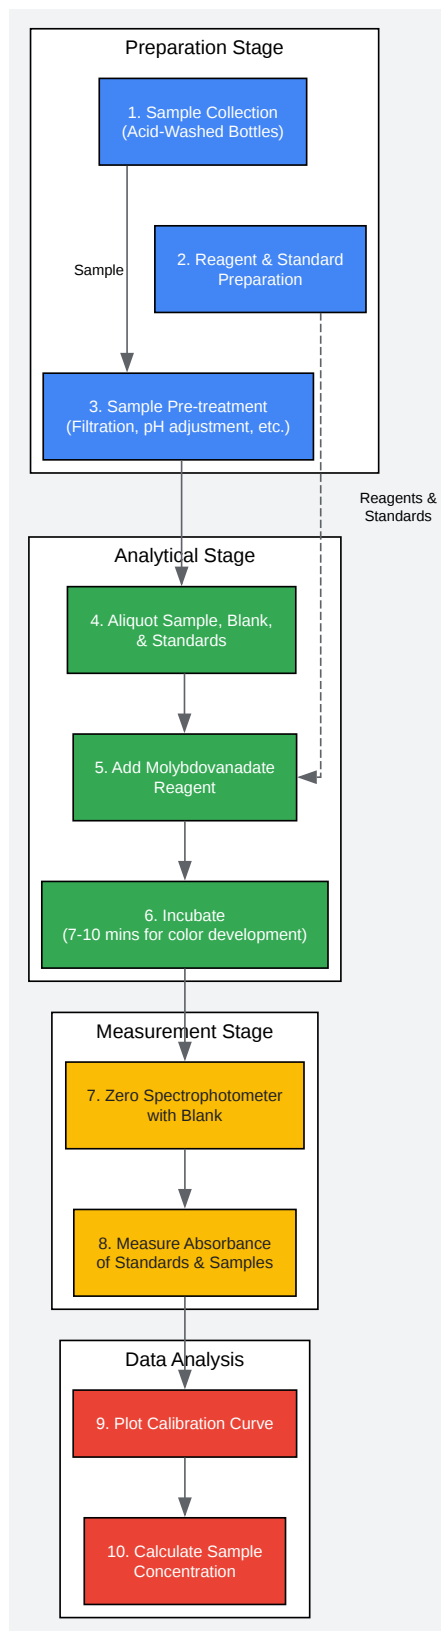 Preparation Stage
1. Sample Collection
(Acid-Washed Bottles)
2. Reagent & Standard
Preparation
Sample
3. Sample Pre-treatment
(Filtration, pH adjustment, etc.)
Reagents &
Standards
Analytical Stage
4. Aliquot Sample, Blank,
& Standards
5. Add Molybdovanadate
Reagent
6. Incubate
(7-10 mins for color development)
Measurement Stage
7. Zero Spectrophotometer
with Blank
8. Measure Absorbance
of Standards & Samples
Data Analysis
9. Plot Calibration Curve
10. Calculate Sample
Concentration